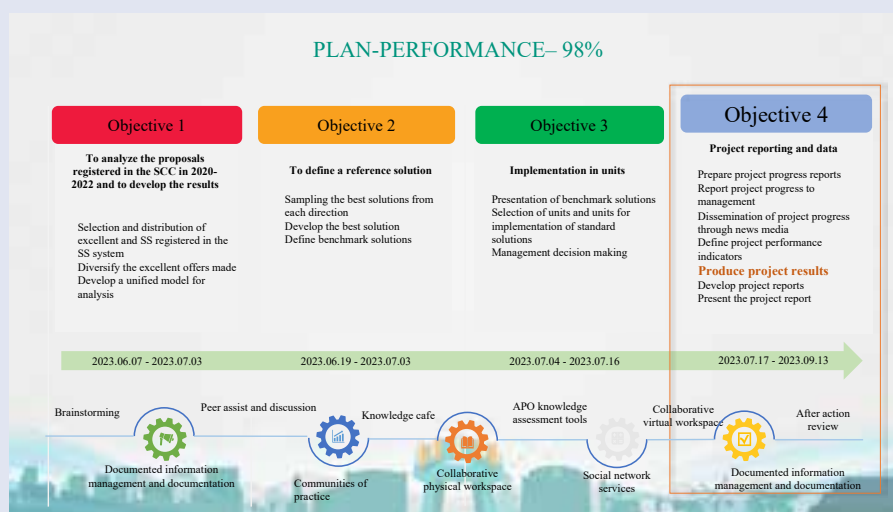 PLAN-PERFORMANCE– 98%
Objective 1
To analyze the proposals
registered in the SCC in 2020-
2022 and to develop the results
Selection and distribution of
excellent and SS registered in the
SS system
Diversify the excellent offers made
Develop a unified model for
analysis
Objective 2
To define a reference solution
Sampling the best solutions from
each direction
Develop the best solution
Define benchmark solutions
Objective 3
Implementation in units
Presentation of benchmark solutions
Selection of units and units for
implementation of standard
solutions
Management decision making
Objective 4
Project reporting and data
Prepare project progress reports
Report project progress to
management
Dissemination of project progress
through news media
Define project performance
indicators
Produce project results
Develop project reports
Present the project report
2023.06.07 - 2023.07.03
2023.06.19 - 2023.07.03
2023.07.04 - 2023.07.16
2023.07.17 - 2023.09.13
Brainstorming
Peer assist and discussion
Knowledge cafe
APO knowledge
assessment tools
Collaborative
virtual workspace
After action
review
Documented information
management and documentation
Communities of
practice
Collaborative
physical workspace
Social network
services
Documented information
management and documentation